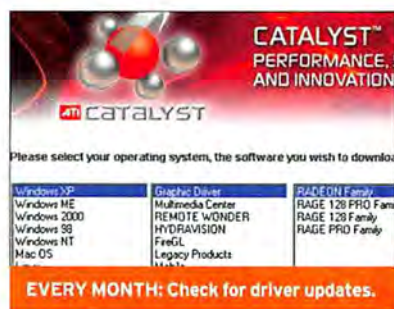 CATALYST™
PERFORMANCE,
AND INNOVATION
ATI CATALYST
Please select your operating system, the software you wish to downloa
Windows XP
Windows ME
Windows 2000
Windows 98
Windows NT
Mac OS
Graphic Driver
Multimedia Center
REMOTE WONDER
HYDRAVISION
FireGL
Legacy Products
RADEON Family
RAGE 128 PRO Fam
RAGE 128 Family
RAGE PRO Family
EVERY MONTH: Check for driver updates.